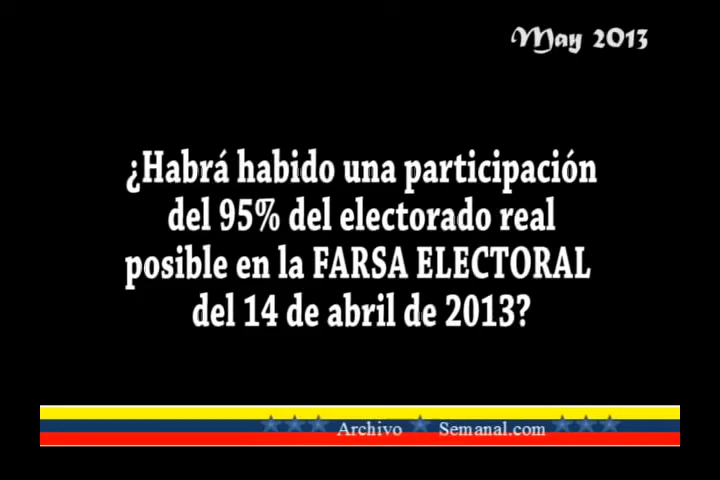 May 2013
¿Habrá habido una participación
del 95% del electorado real
posible en la FARSA ELECTORAL
del 14 de abril de 2013?
Archivo Semanal.com